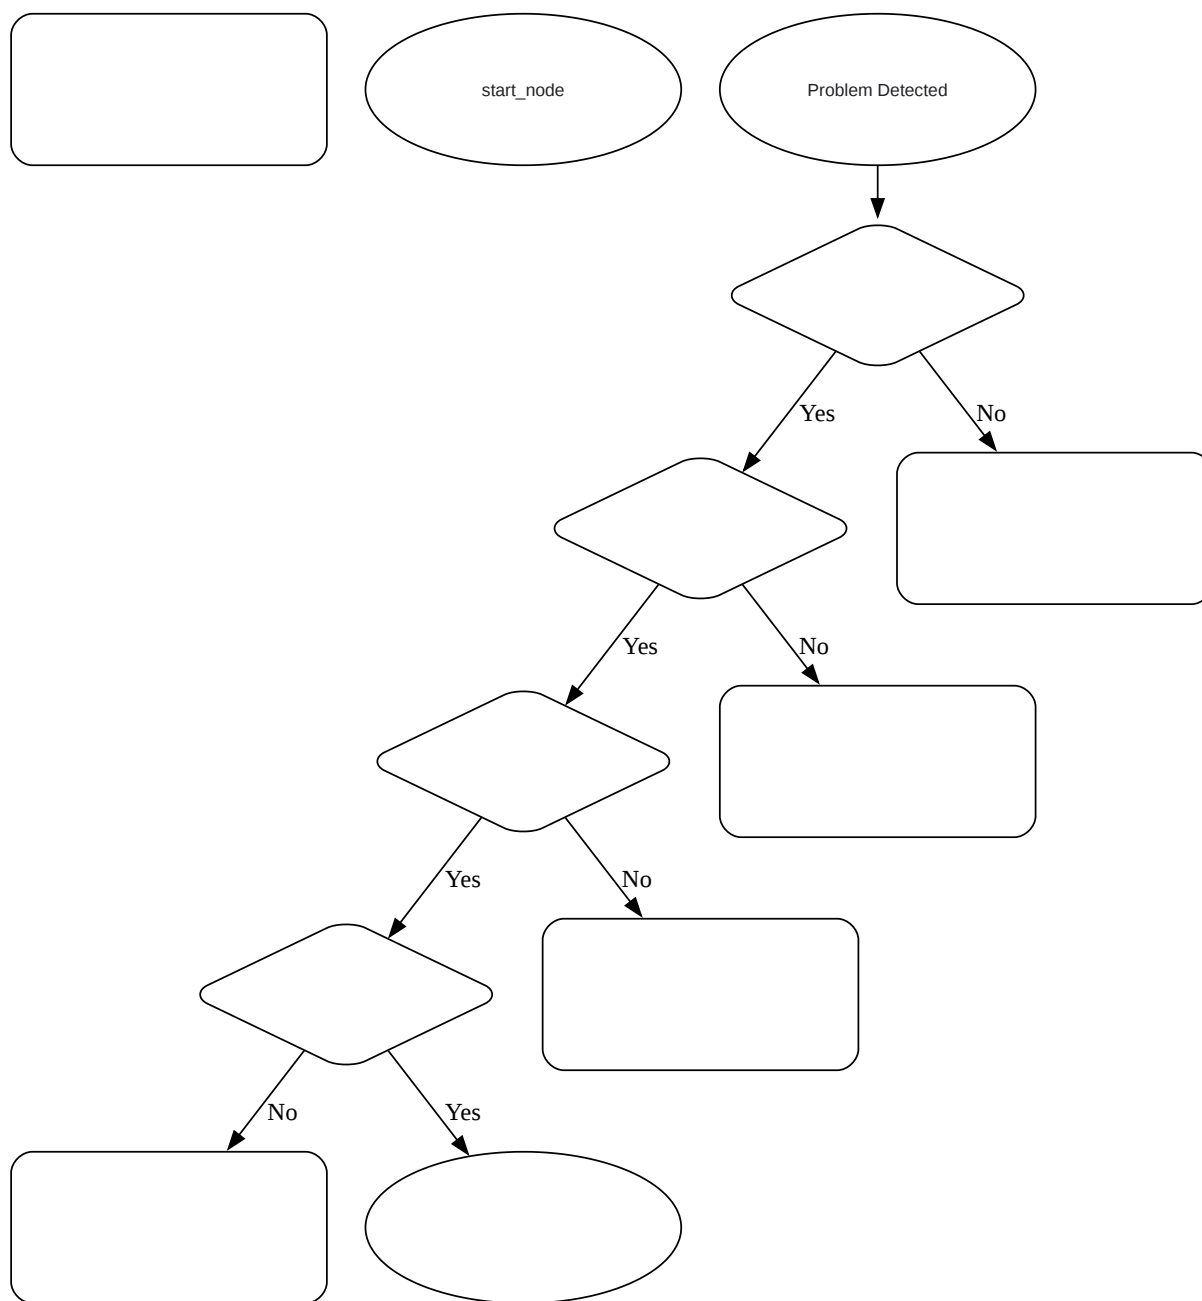 start_node
Problem Detected
Yes
No
Yes
No
Yes
No
No
Yes